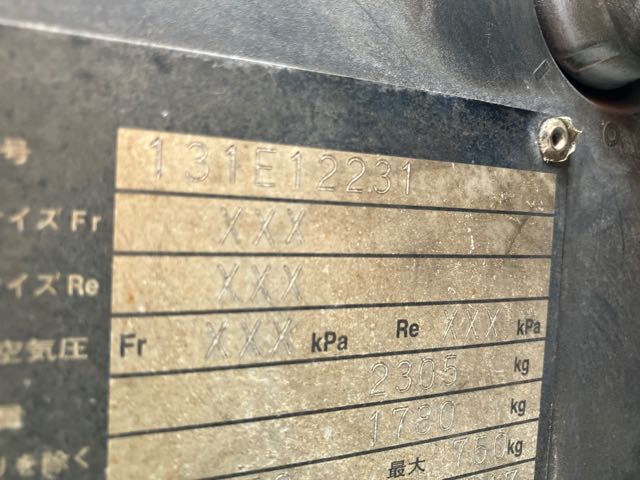 号 131E12231
イズ Fr XXX
イズ Re XXX
空気圧 Fr XXX kPa Re XXX kPa
2305 kg
1780 kg
りを除く 最大 750 kg